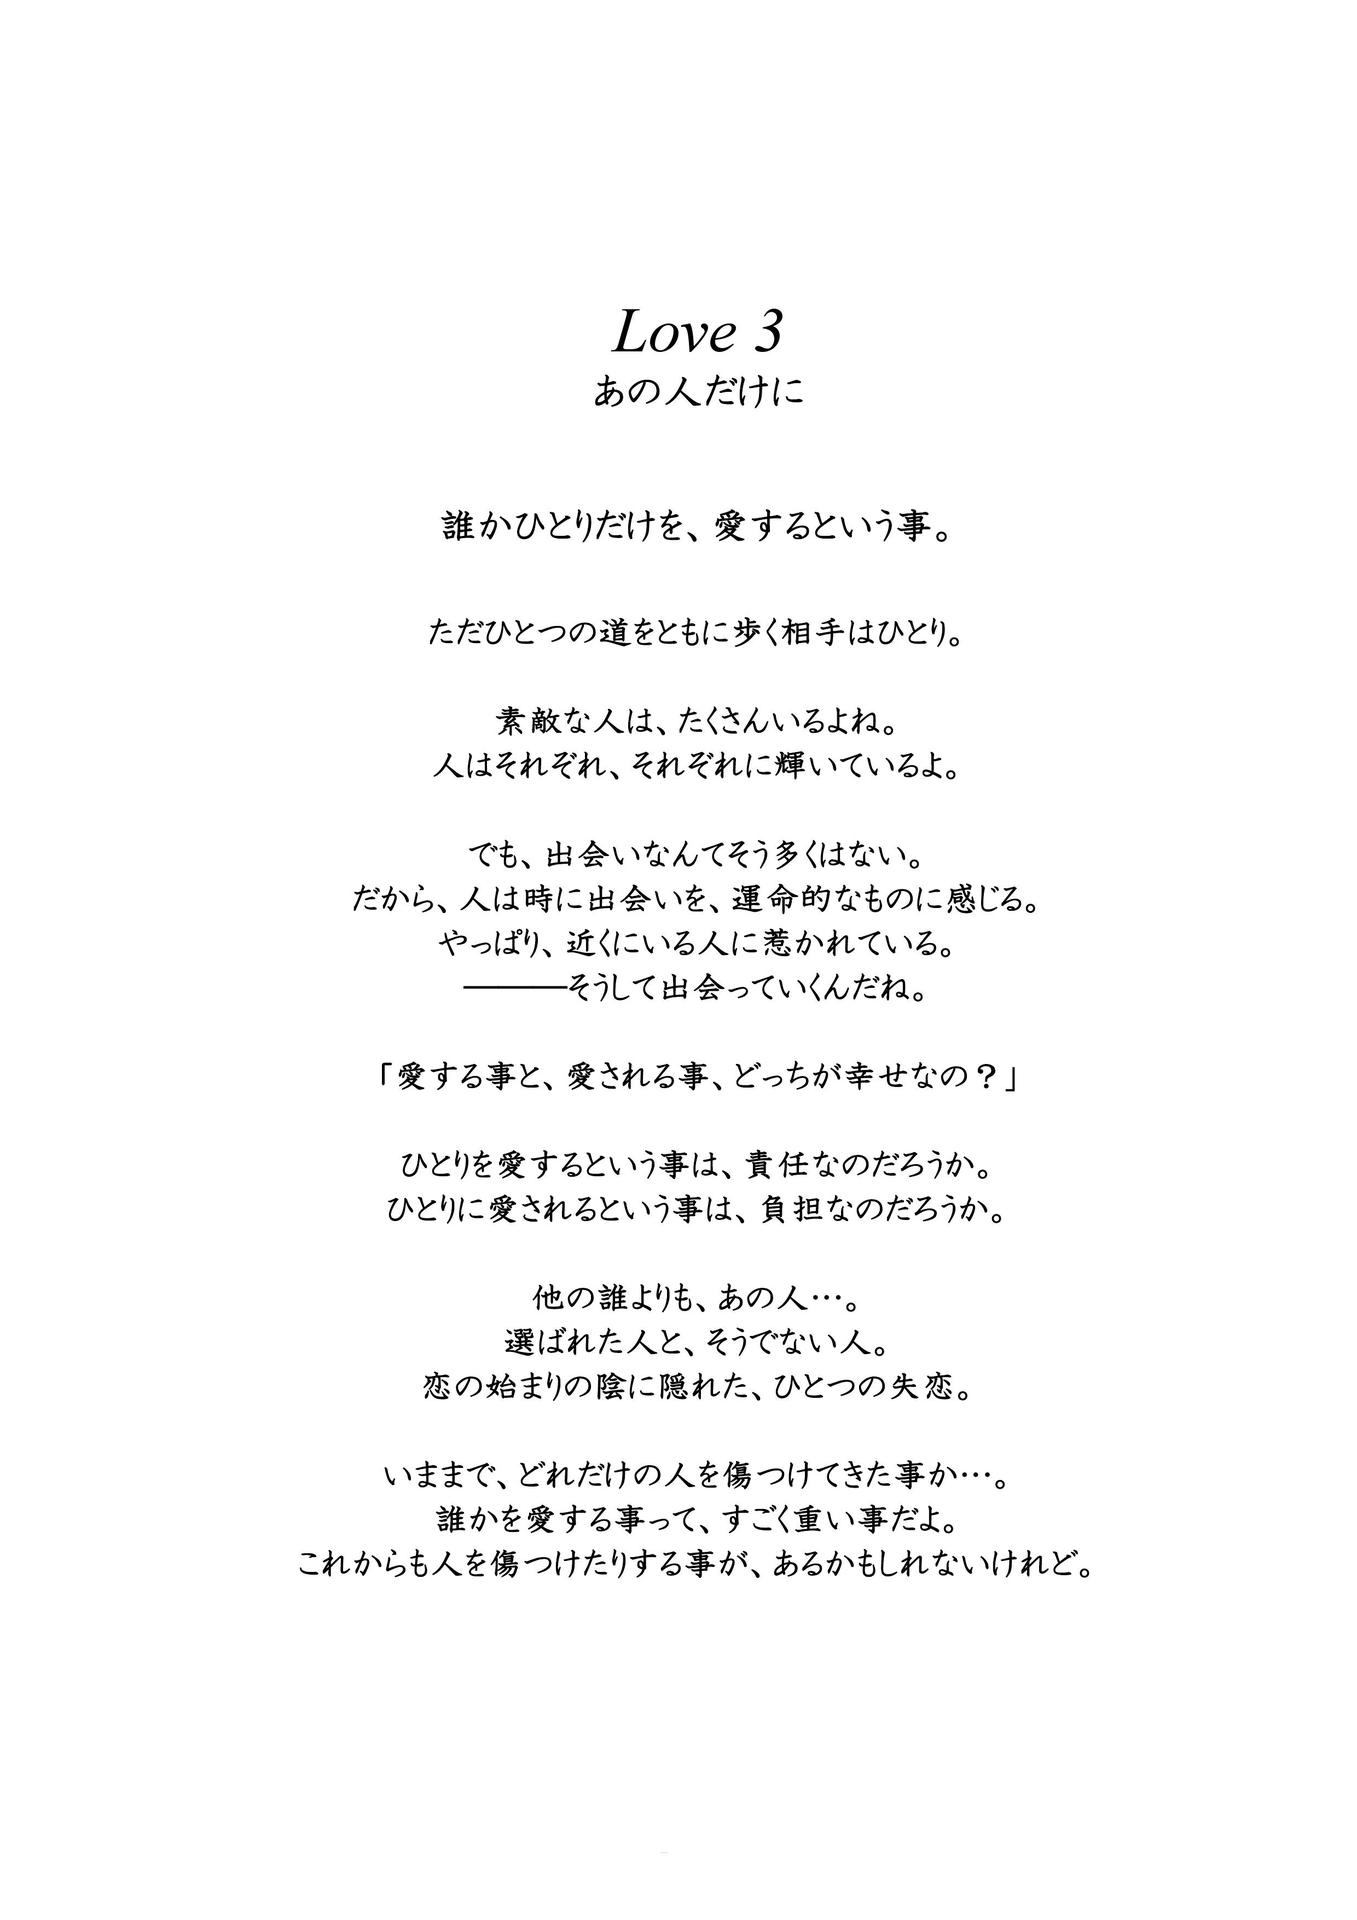 Love 3
あの人だけに
誰かひとりだけを、愛するという事。
ただひとつの道をともに歩く相手はひとり。
素敵な人は、たくさんいるよね。
人はそれぞれ、それぞれに輝いているよ。
でも、出会いなんてそう多くはない。
だから、人は時に出会いを、運命的なものに感じる。
やっぱり、近くにいる人に惹かれている。
―――そうして出会っていくんだね。
「愛する事と、愛される事、どっちが幸せなの？」
ひとりを愛するという事は、責任なのだろうか。
ひとりに愛されるという事は、負担なのだろうか。
他の誰よりも、あの人…。
選ばれた人と、そうでない人。
恋の始まりの陰に隠れた、ひとつの失恋。
いままで、どれだけの人を傷つけてきた事か…。
誰かを愛する事って、すごく重い事だよ。
これからも人を傷つけたりする事が、あるかもしれないけれど。